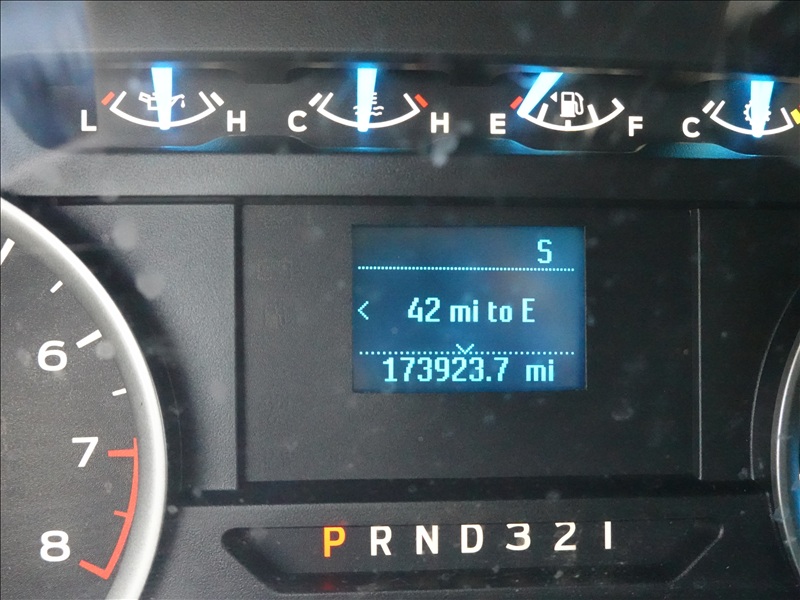 L H C H E F C
S
< 42 mi to E
173923.7 mi
6
7
8
P R N D 3 2 1